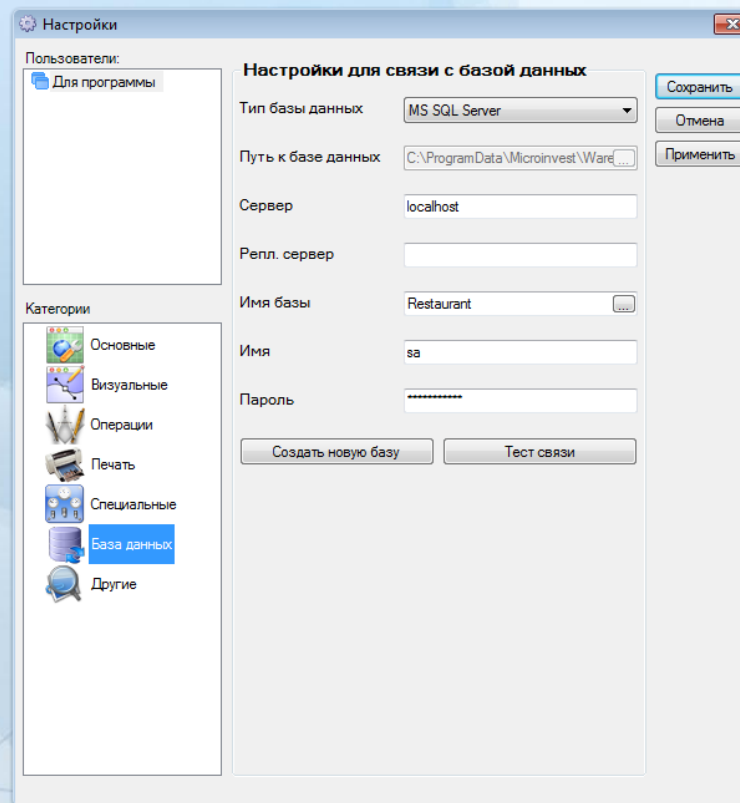 Настройки
Пользователи:
Для программы
Категории
Основные
Визуальные
Операции
Печать
Специальные
База данных
Другие
Настройки для связи с базой данных
Тип базы данных
MS SQL Server
Путь к базе данных
C:\ProgramData\Microinvest\Ware ...
Сервер
localhost
Репл. сервер
Имя базы
Restaurant ...
Имя
sa
Пароль
***********
Создать новую базу
Тест связи
Сохранить
Отмена
Применить